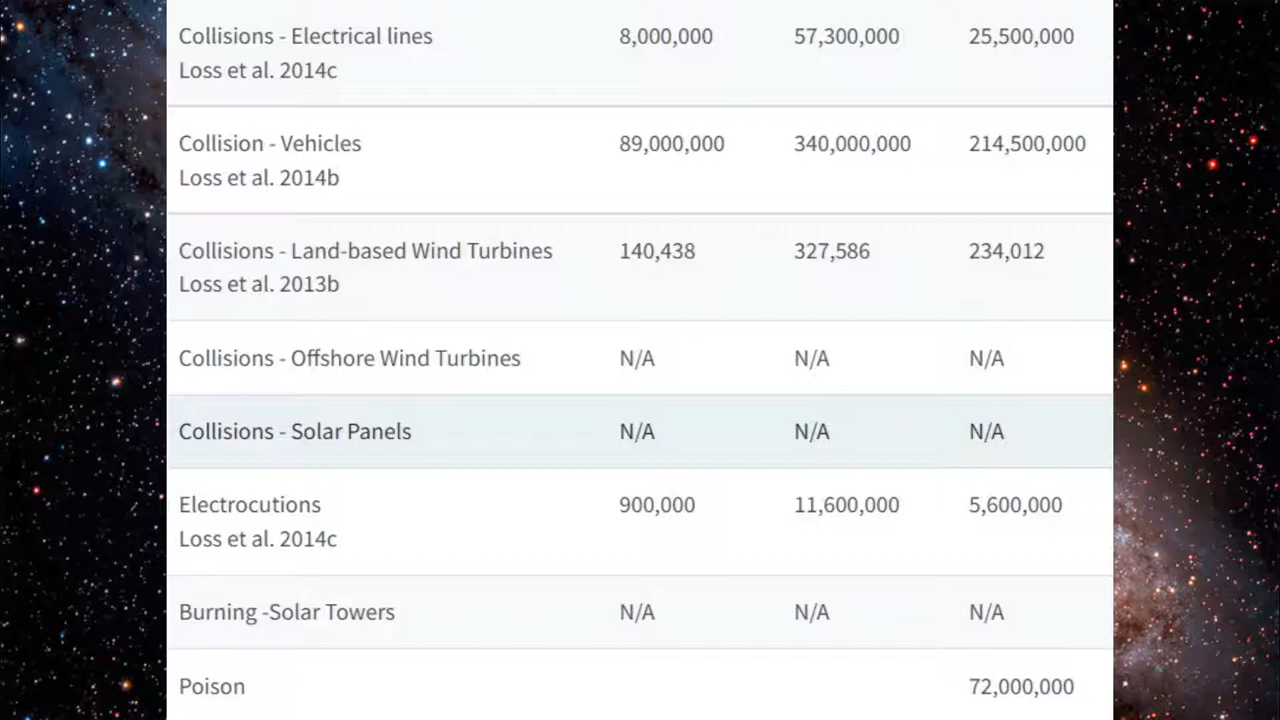 Collisions - Electrical lines 8,000,000 57,300,000 25,500,000
Loss et al. 2014c
Collision - Vehicles 89,000,000 340,000,000 214,500,000
Loss et al. 2014b
Collisions - Land-based Wind Turbines 140,438 327,586 234,012
Loss et al. 2013b
Collisions - Offshore Wind Turbines N/A N/A N/A
Collisions - Solar Panels N/A N/A N/A
Electrocutions 900,000 11,600,000 5,600,000
Loss et al. 2014c
Burning -Solar Towers N/A N/A N/A
Poison 72,000,000